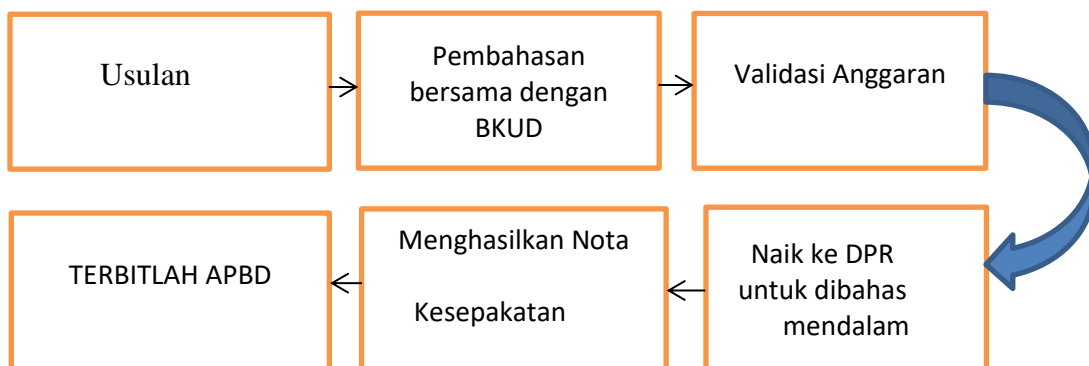 Usulan
Pembahasan
bersama dengan
BKUD
Validasi Anggaran
Naik ke DPR
untuk dibahas
mendalam
Menghasilkan Nota
Kesepakatan
TERBITLAH APBD